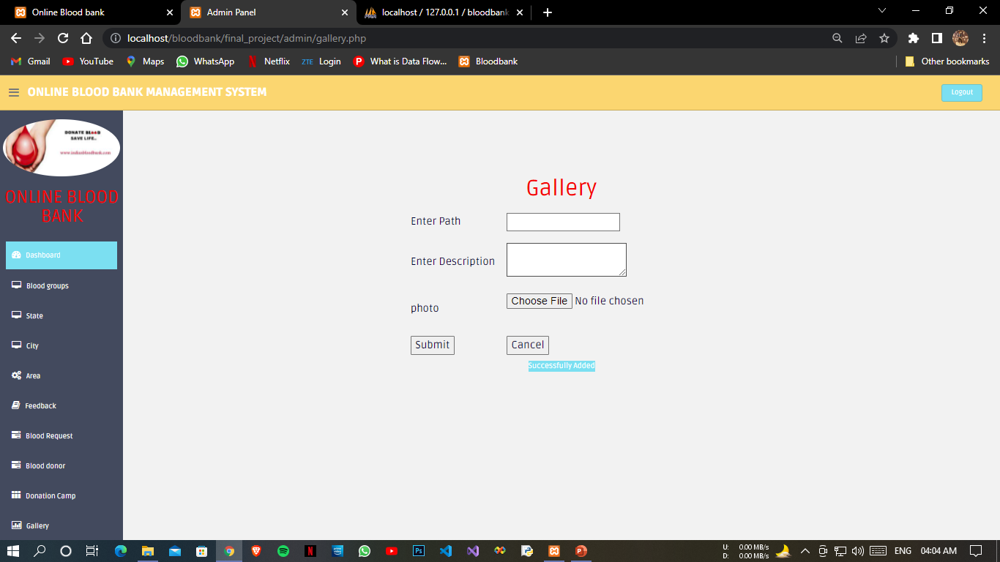 Online Blood bank
Admin Panel
localhost / 127.0.0.1 / bloodbank
localhost/bloodbank/final_project/admin/gallery.php
Gmail
YouTube
Maps
WhatsApp
Netflix
ZTE Login
What is Data Flow...
Bloodbank
Other bookmarks
ONLINE BLOOD BANK MANAGEMENT SYSTEM
Logout
DONATE BLOOD
SAVE LIFE..
www.indianbloodbank.com
ONLINE BLOOD
BANK
Dashboard
Blood groups
State
City
Area
Feedback
Blood Request
Blood donor
Donation Camp
Gallery
Gallery
Enter Path
Enter Description
photo
Choose File No file chosen
Submit
Cancel
Successfully Added
U: 0.00 MB/s
D: 0.00 MB/s
ENG
04:04 AM